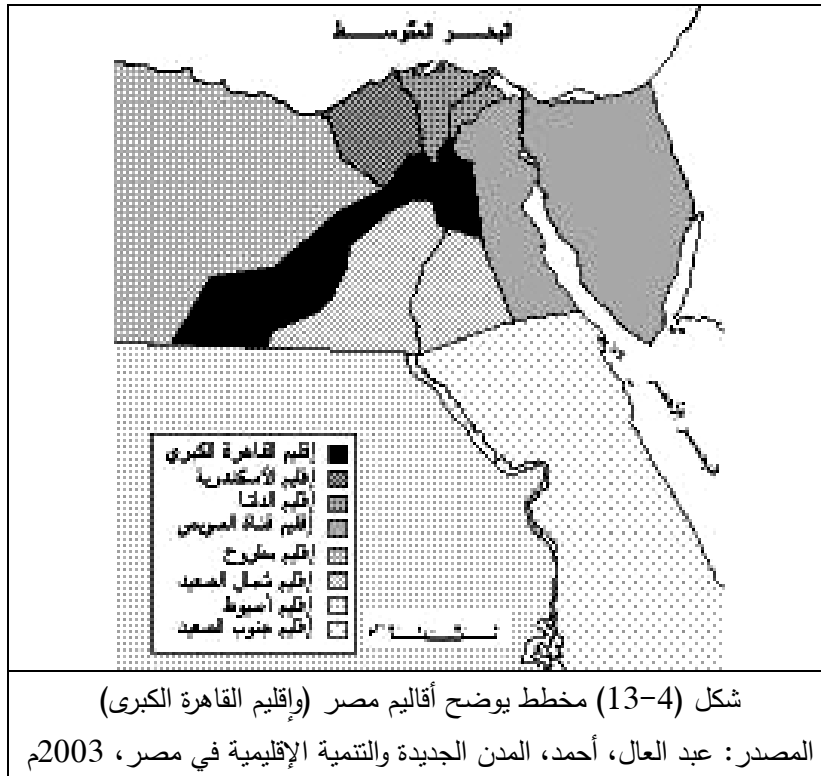 البحر المتوسط
إقليم القاهرة الكبري
إقليم الأسكندرية
إقليم الدلتا
إقليم قناة السويس
إقليم مطروح
إقليم شمال الصعيد
إقليم أسيوط
إقليم جنوب الصعيد
شكل (4-13) مخطط يوضح أقاليم مصر (وإقليم القاهرة الكبرى)
المصدر: عبد العال، أحمد، المدن الجديدة والتنمية الإقليمية في مصر، 2003م